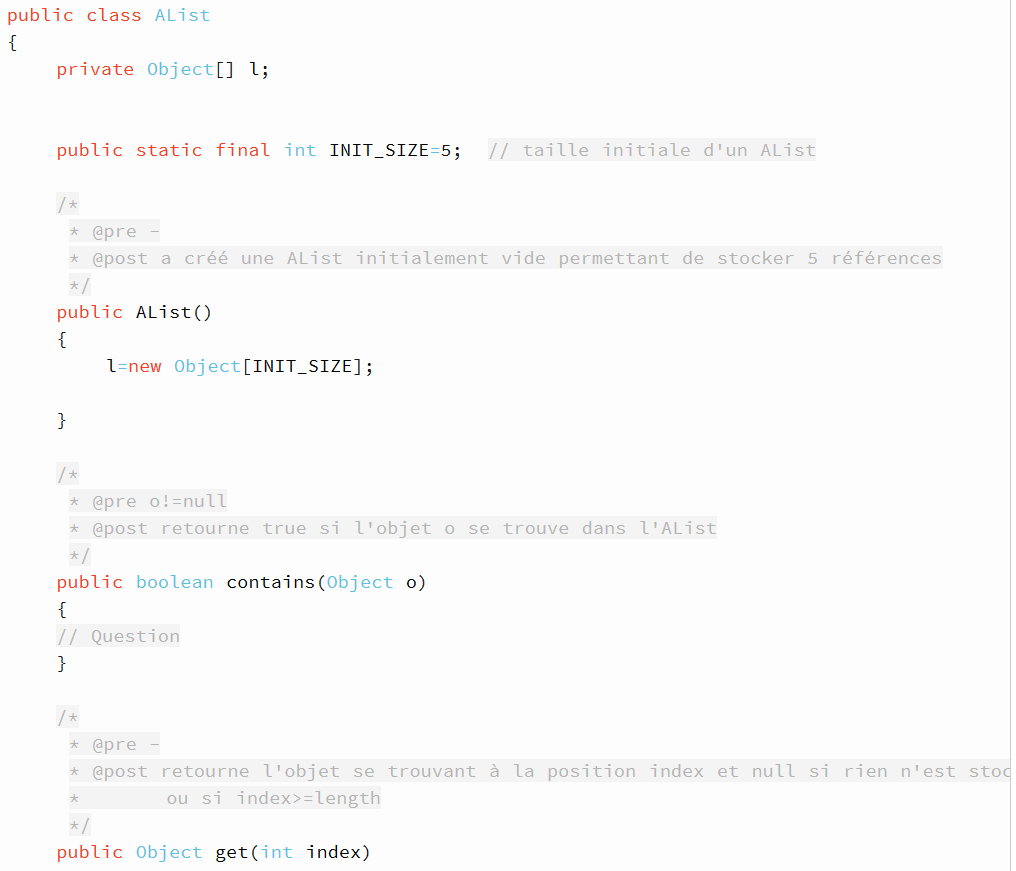 public class AList
{
private Object[] l;
public static final int INIT_SIZE=5; // taille initiale d'un AList
/*
* @pre -
* @post a créé une AList initialement vide permettant de stocker 5 références
*/
public AList()
{
l=new Object[INIT_SIZE];
}
/*
* @pre o!=null
* @post retourne true si l'objet o se trouve dans l'AList
*/
public boolean contains(Object o)
{
// Question
}
/*
* @pre -
* @post retourne l'objet se trouvant à la position index et null si rien n'est stoc
* ou si index>=length
*/
public Object get(int index)